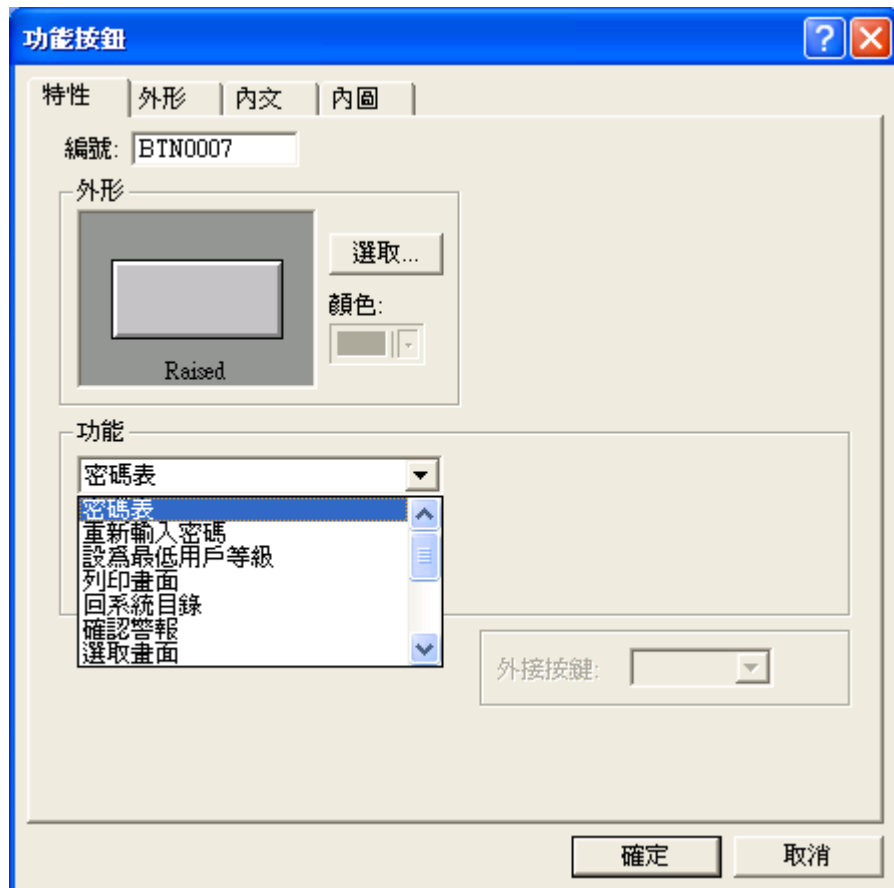 功能按鈕
特性 外形 內文 內圖
編號: BTN0007
外形
選取...
顏色:
Raised
功能
密碼表
密碼表
重新輸入密碼
設為最低用戶等級
列印畫面
回系統目錄
確認警報
選取畫面
外接按鍵:
確定 取消